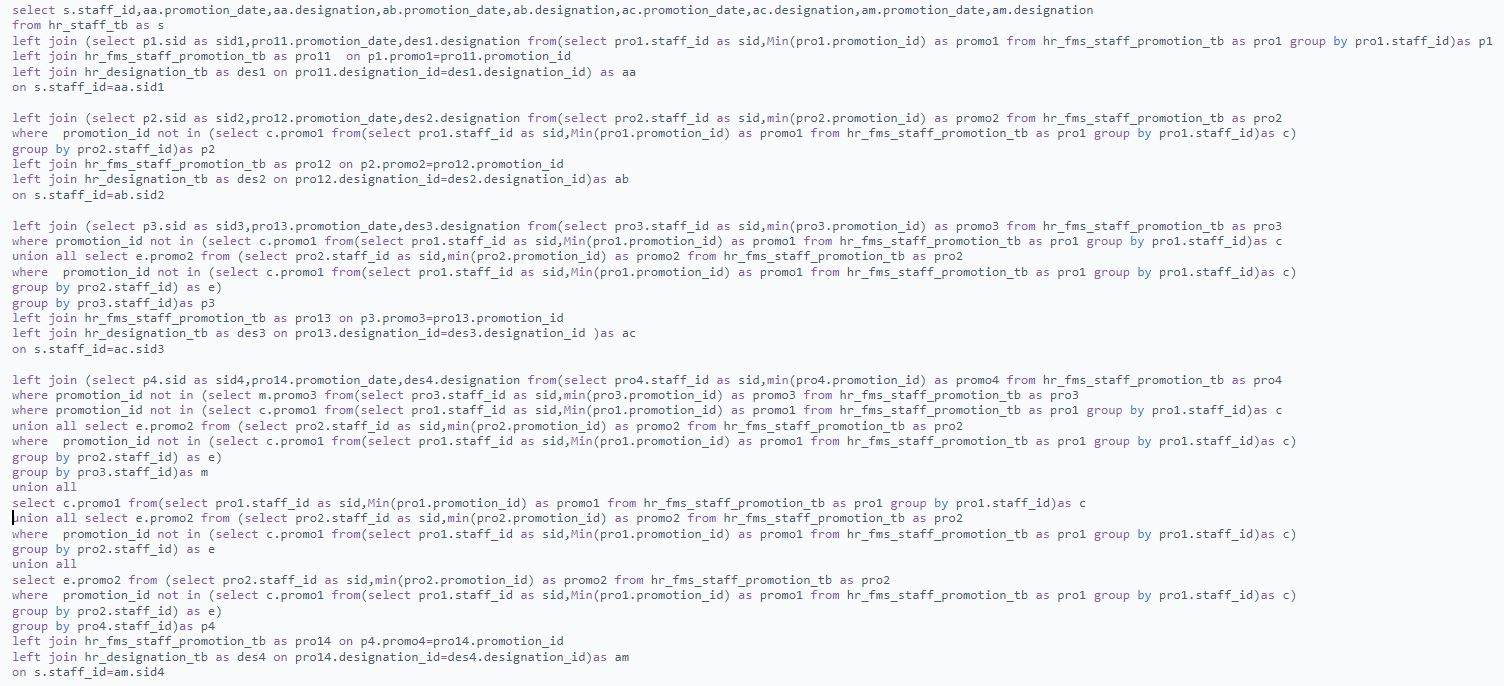 select s.staff_id,aa.promotion_date,aa.designation,ab.promotion_date,ab.designation,ac.promotion_date,ac.designation,am.promotion_date,am.designation
from hr_staff_tb as s
left join (select p1.sid as sid1,pro11.promotion_date,des1.designation from(select pro1.staff_id as sid,Min(pro1.promotion_id) as promo1 from hr_fms_staff_promotion_tb as pro1 group by pro1.staff_id)as p1
left join hr_fms_staff_promotion_tb as pro11  on p1.promo1=pro11.promotion_id
left join hr_designation_tb as des1 on pro11.designation_id=des1.designation_id) as aa
on s.staff_id=aa.sid1

left join (select p2.sid as sid2,pro12.promotion_date,des2.designation from(select pro2.staff_id as sid,min(pro2.promotion_id) as promo2 from hr_fms_staff_promotion_tb as pro2
where  promotion_id not in (select c.promo1 from(select pro1.staff_id as sid,Min(pro1.promotion_id) as promo1 from hr_fms_staff_promotion_tb as pro1 group by pro1.staff_id)as c)
group by pro2.staff_id)as p2
left join hr_fms_staff_promotion_tb as pro12 on p2.promo2=pro12.promotion_id
left join hr_designation_tb as des2 on pro12.designation_id=des2.designation_id)as ab
on s.staff_id=ab.sid2

left join (select p3.sid as sid3,pro13.promotion_date,des3.designation from(select pro3.staff_id as sid,min(pro3.promotion_id) as promo3 from hr_fms_staff_promotion_tb as pro3
where promotion_id not in (select c.promo1 from(select pro1.staff_id as sid,Min(pro1.promotion_id) as promo1 from hr_fms_staff_promotion_tb as pro1 group by pro1.staff_id)as c
union all select e.promo2 from (select pro2.staff_id as sid,min(pro2.promotion_id) as promo2 from hr_fms_staff_promotion_tb as pro2
where  promotion_id not in (select c.promo1 from(select pro1.staff_id as sid,Min(pro1.promotion_id) as promo1 from hr_fms_staff_promotion_tb as pro1 group by pro1.staff_id)as c)
group by pro2.staff_id) as e)
group by pro3.staff_id)as p3
left join hr_fms_staff_promotion_tb as pro13 on p3.promo3=pro13.promotion_id
left join hr_designation_tb as des3 on pro13.designation_id=des3.designation_id )as ac
on s.staff_id=ac.sid3

left join (select p4.sid as sid4,pro14.promotion_date,des4.designation from(select pro4.staff_id as sid,min(pro4.promotion_id) as promo4 from hr_fms_staff_promotion_tb as pro4
where promotion_id not in (select m.promo3 from(select pro3.staff_id as sid,min(pro3.promotion_id) as promo3 from hr_fms_staff_promotion_tb as pro3
where promotion_id not in (select c.promo1 from(select pro1.staff_id as sid,Min(pro1.promotion_id) as promo1 from hr_fms_staff_promotion_tb as pro1 group by pro1.staff_id)as c
union all select e.promo2 from (select pro2.staff_id as sid,min(pro2.promotion_id) as promo2 from hr_fms_staff_promotion_tb as pro2
where  promotion_id not in (select c.promo1 from(select pro1.staff_id as sid,Min(pro1.promotion_id) as promo1 from hr_fms_staff_promotion_tb as pro1 group by pro1.staff_id)as c)
group by pro2.staff_id) as e)
group by pro3.staff_id)as m
union all
select c.promo1 from(select pro1.staff_id as sid,Min(pro1.promotion_id) as promo1 from hr_fms_staff_promotion_tb as pro1 group by pro1.staff_id)as c
union all select e.promo2 from (select pro2.staff_id as sid,min(pro2.promotion_id) as promo2 from hr_fms_staff_promotion_tb as pro2
where  promotion_id not in (select c.promo1 from(select pro1.staff_id as sid,Min(pro1.promotion_id) as promo1 from hr_fms_staff_promotion_tb as pro1 group by pro1.staff_id)as c)
group by pro2.staff_id) as e
union all
select e.promo2 from (select pro2.staff_id as sid,min(pro2.promotion_id) as promo2 from hr_fms_staff_promotion_tb as pro2
where  promotion_id not in (select c.promo1 from(select pro1.staff_id as sid,Min(pro1.promotion_id) as promo1 from hr_fms_staff_promotion_tb as pro1 group by pro1.staff_id)as c)
group by pro2.staff_id) as e)
group by pro4.staff_id)as p4
left join hr_fms_staff_promotion_tb as pro14 on p4.promo4=pro14.promotion_id
left join hr_designation_tb as des4 on pro14.designation_id=des4.designation_id)as am
on s.staff_id=am.sid4